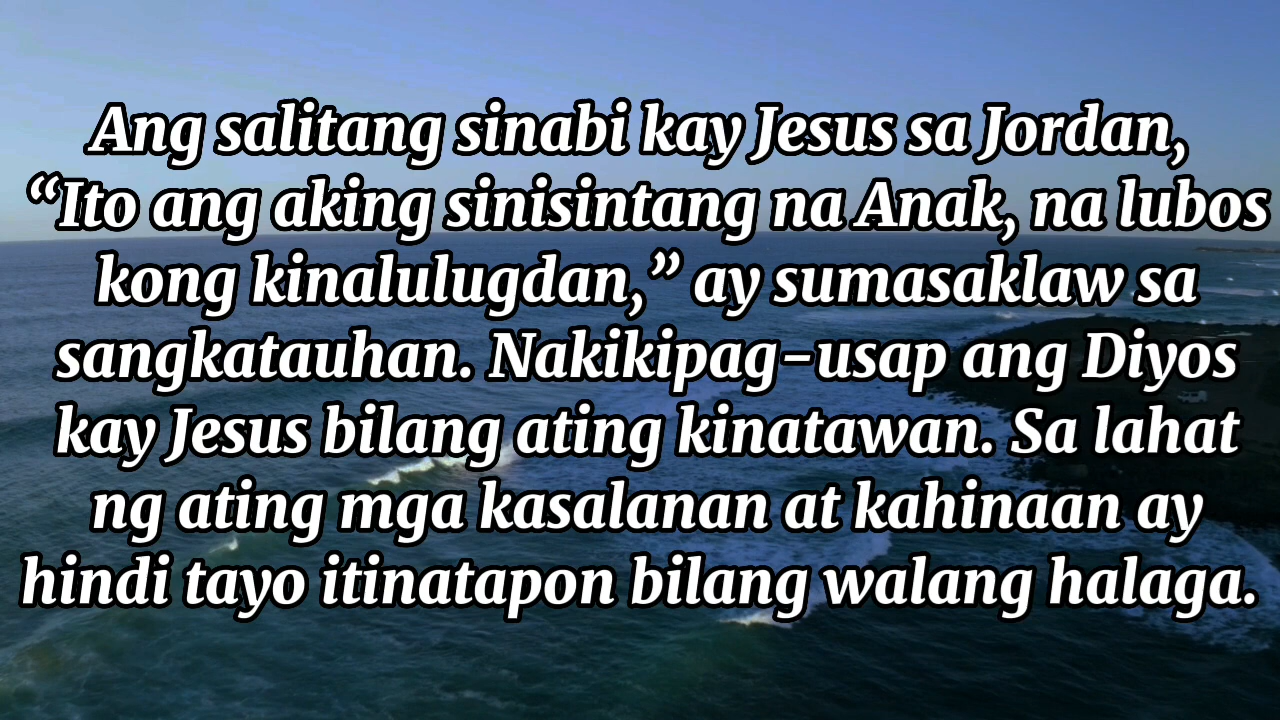 Ang salitang sinabi kay Jesus sa Jordan,
“Ito ang aking sinisintang na Anak, na lubos
kong kinalulugdan,” ay sumasaklaw sa
sangkatauhan. Nakikipag-usap ang Diyos
kay Jesus bilang ating kinatawan. Sa lahat
ng ating mga kasalanan at kahinaan ay
hindi tayo itinatapon bilang walang halaga.